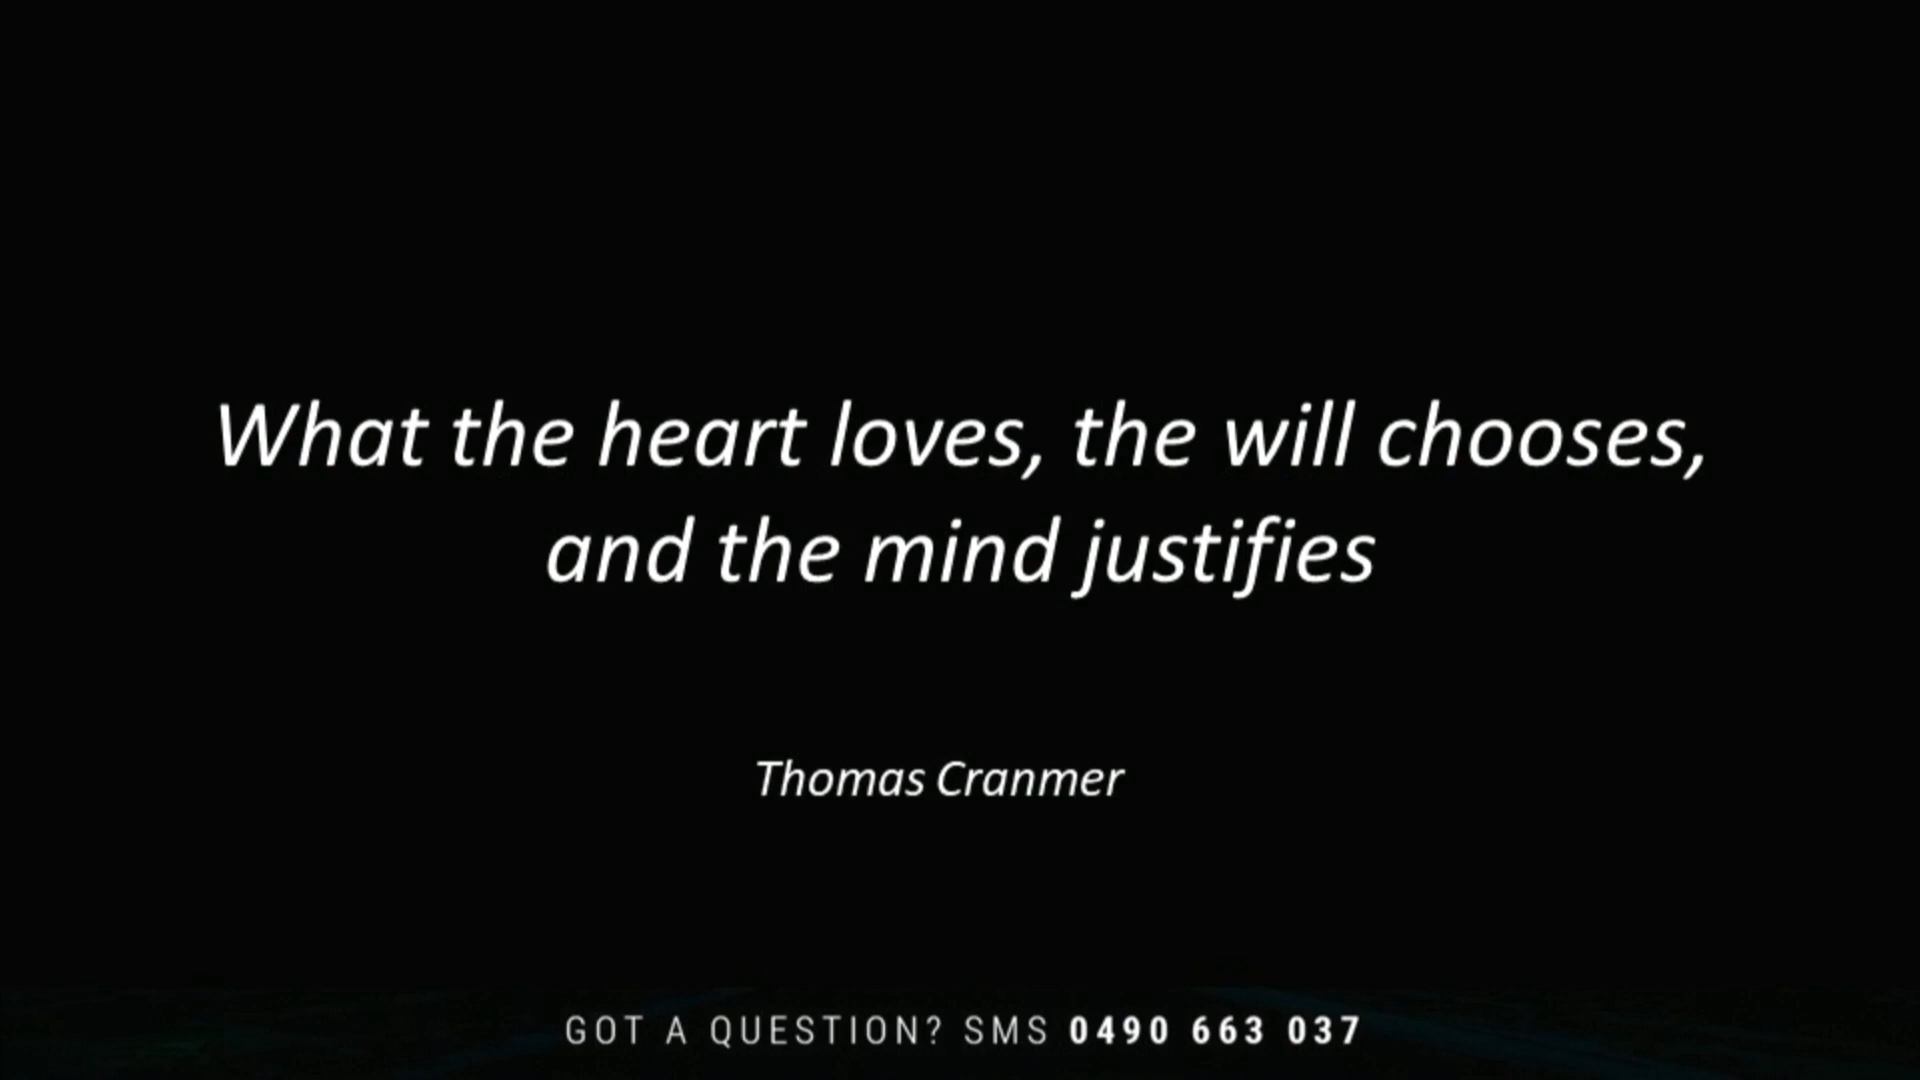 What the heart loves, the will chooses,
and the mind justifies
Thomas Cranmer
GOT A QUESTION? SMS 0490 663 037